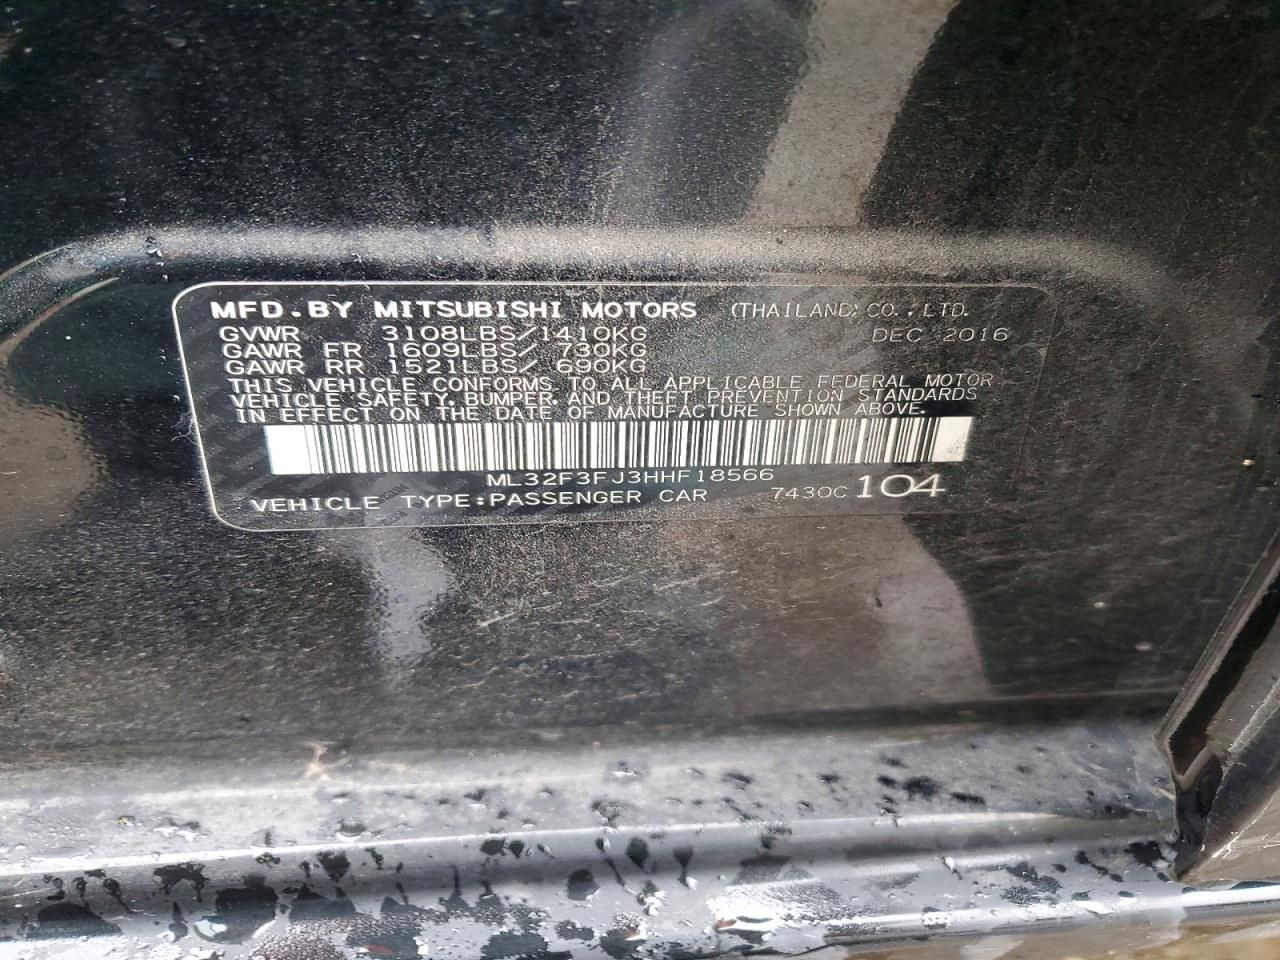 MFD.BY MITSUBISHI MOTORS (THAILAND) CO.,LTD.
GVWR 3108LBS/1410KG DEC 2016
GAWR FR 1609LBS/ 730KG
GAWR RR 1521LBS/ 690KG
THIS VEHICLE CONFORMS TO ALL APPLICABLE FEDERAL MOTOR
VEHICLE SAFETY, BUMPER, AND THEFT PREVENTION STANDARDS
IN EFFECT ON THE DATE OF MANUFACTURE SHOWN ABOVE.
ML32F3FJ3HHF18566
VEHICLE TYPE:PASSENGER CAR 7430C 104